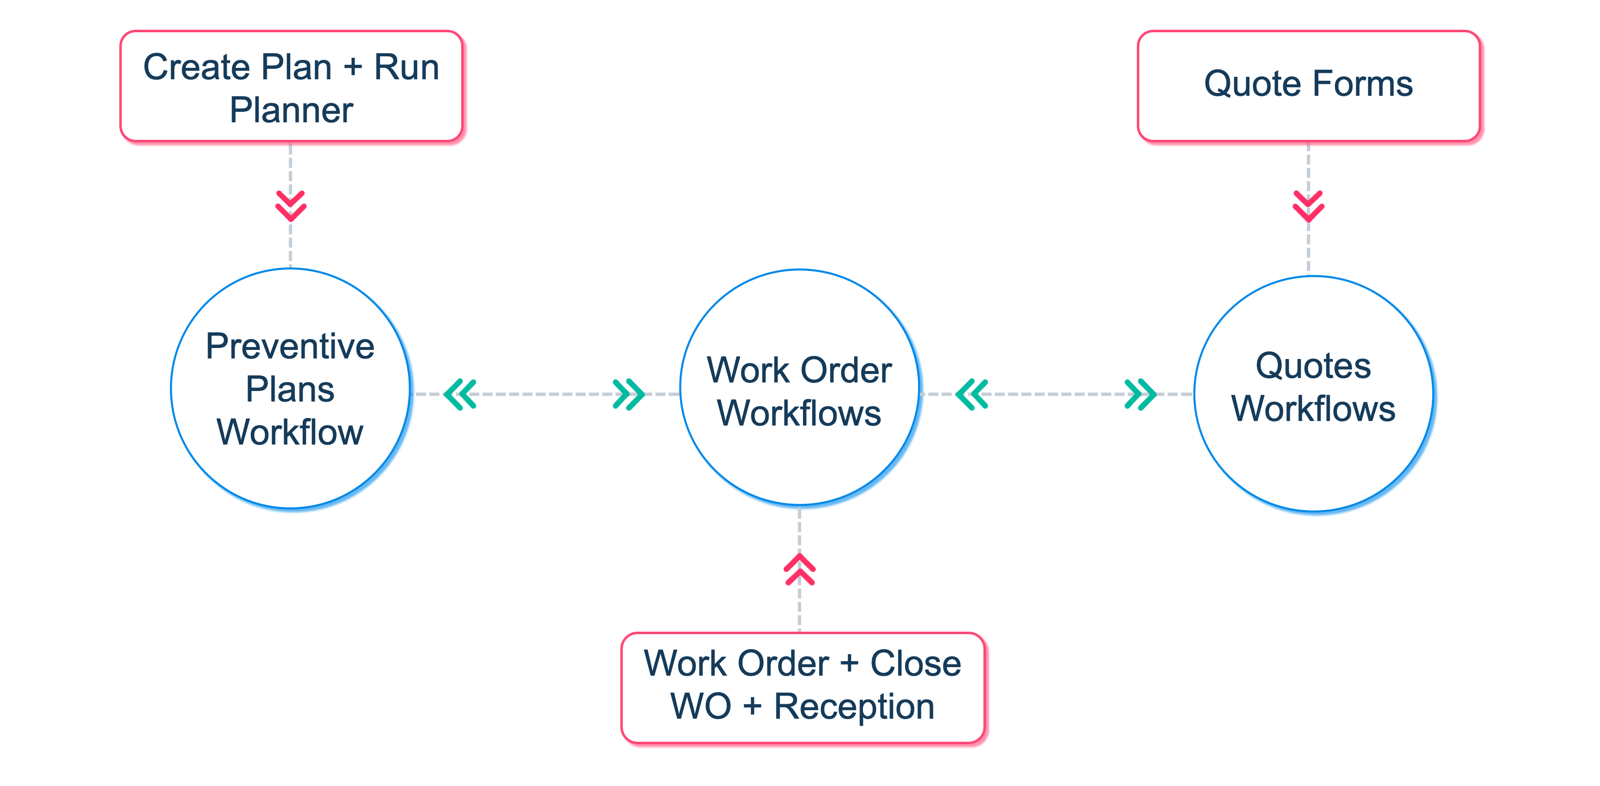 Create Plan + Run
Planner
Quote Forms
Preventive
Plans
Workflow
Work Order
Workflows
Quotes
Workflows
Work Order + Close
WO + Reception